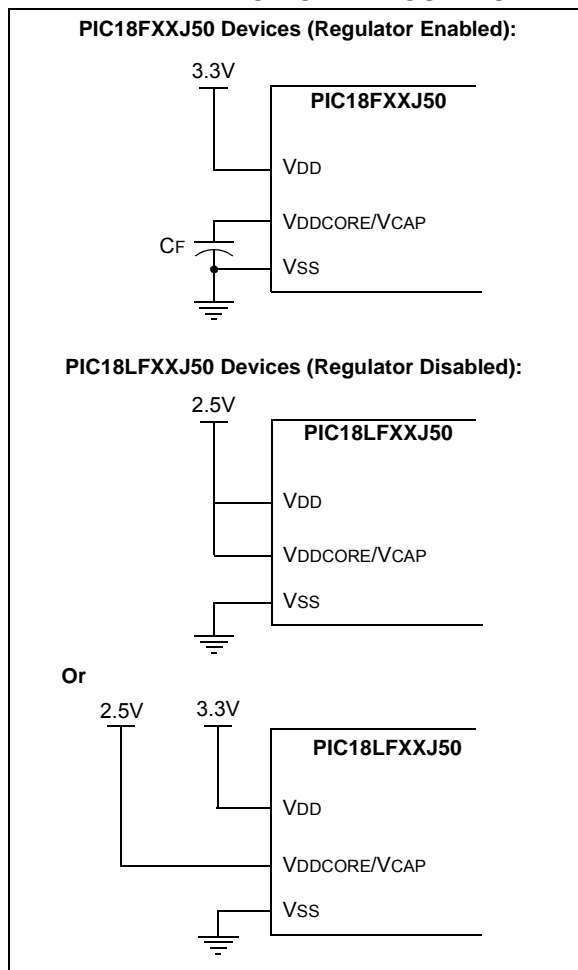 PIC18FXXJ50 Devices (Regulator Enabled):
3.3V
PIC18FXXJ50
VDD
VDDCORE/VCAP
CF
VSS
PIC18LFXXJ50 Devices (Regulator Disabled):
2.5V
PIC18LFXXJ50
VDD
VDDCORE/VCAP
VSS
Or
2.5V 3.3V
PIC18LFXXJ50
VDD
VDDCORE/VCAP
VSS